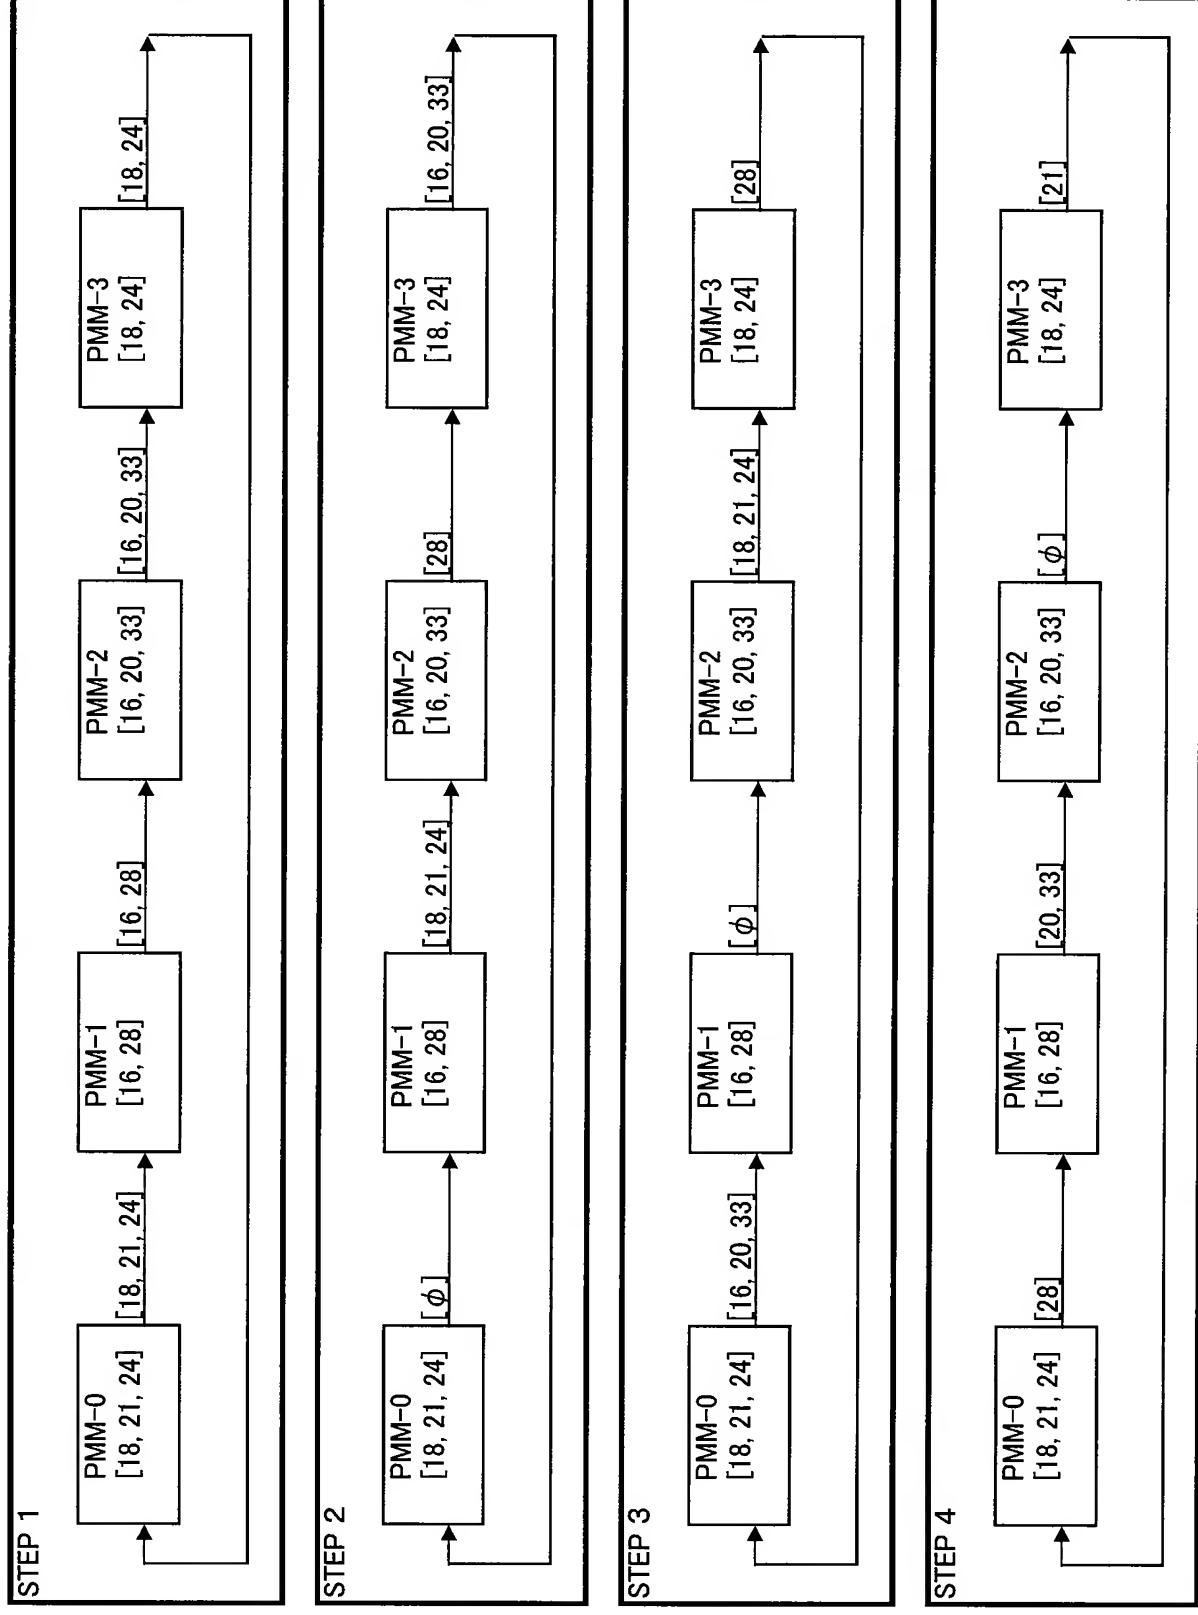 STEP 1
PMM-0
[18, 21, 24]
[18, 21, 24]
PMM-1
[16, 28]
[16, 28]
PMM-2
[16, 20, 33]
[16, 20, 33]
PMM-3
[18, 24]
[18, 24]
STEP 2
PMM-0
[18, 21, 24]
[ϕ]
PMM-1
[16, 28]
[18, 21, 24]
PMM-2
[16, 20, 33]
[28]
PMM-3
[18, 24]
[16, 20, 33]
STEP 3
PMM-0
[18, 21, 24]
[16, 20, 33]
PMM-1
[16, 28]
[ϕ]
PMM-2
[16, 20, 33]
[18, 21, 24]
PMM-3
[18, 24]
[28]
STEP 4
PMM-0
[18, 21, 24]
[28]
PMM-1
[16, 28]
[20, 33]
PMM-2
[16, 20, 33]
[ϕ]
PMM-3
[18, 24]
[21]